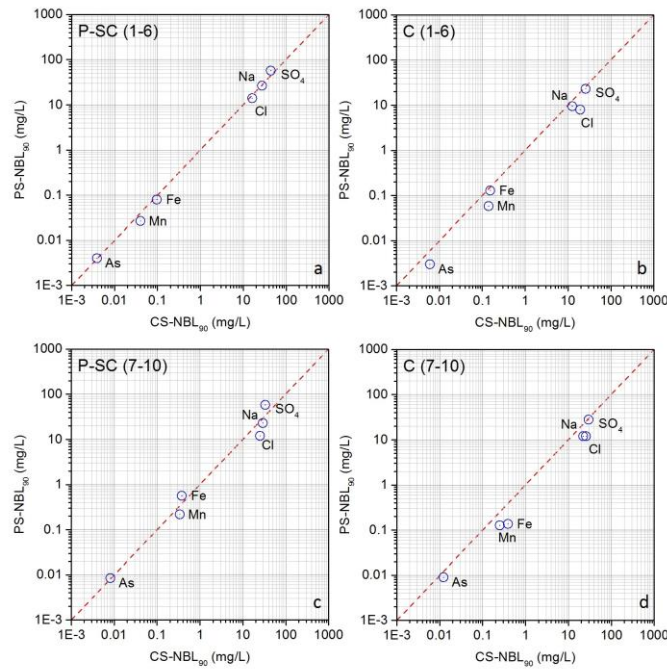 P-SC (1-6)
1000
100
10
1
0.1
0.01
1E-3
PS-NBL90 (mg/L)
Na
SO4
Cl
Fe
Mn
As
a
1E-3 0.01 0.1 1 10 100 1000
CS-NBL90 (mg/L)
C (1-6)
1000
100
10
1
0.1
0.01
1E-3
PS-NBL90 (mg/L)
Na
SO4
Cl
Fe
Mn
As
b
1E-3 0.01 0.1 1 10 100 1000
CS-NBL90 (mg/L)
P-SC (7-10)
1000
100
10
1
0.1
0.01
1E-3
PS-NBL90 (mg/L)
Na
SO4
Cl
Fe
Mn
As
c
1E-3 0.01 0.1 1 10 100 1000
CS-NBL90 (mg/L)
C (7-10)
1000
100
10
1
0.1
0.01
1E-3
PS-NBL90 (mg/L)
Na
SO4
Cl
Fe
Mn
As
d
1E-3 0.01 0.1 1 10 100 1000
CS-NBL90 (mg/L)